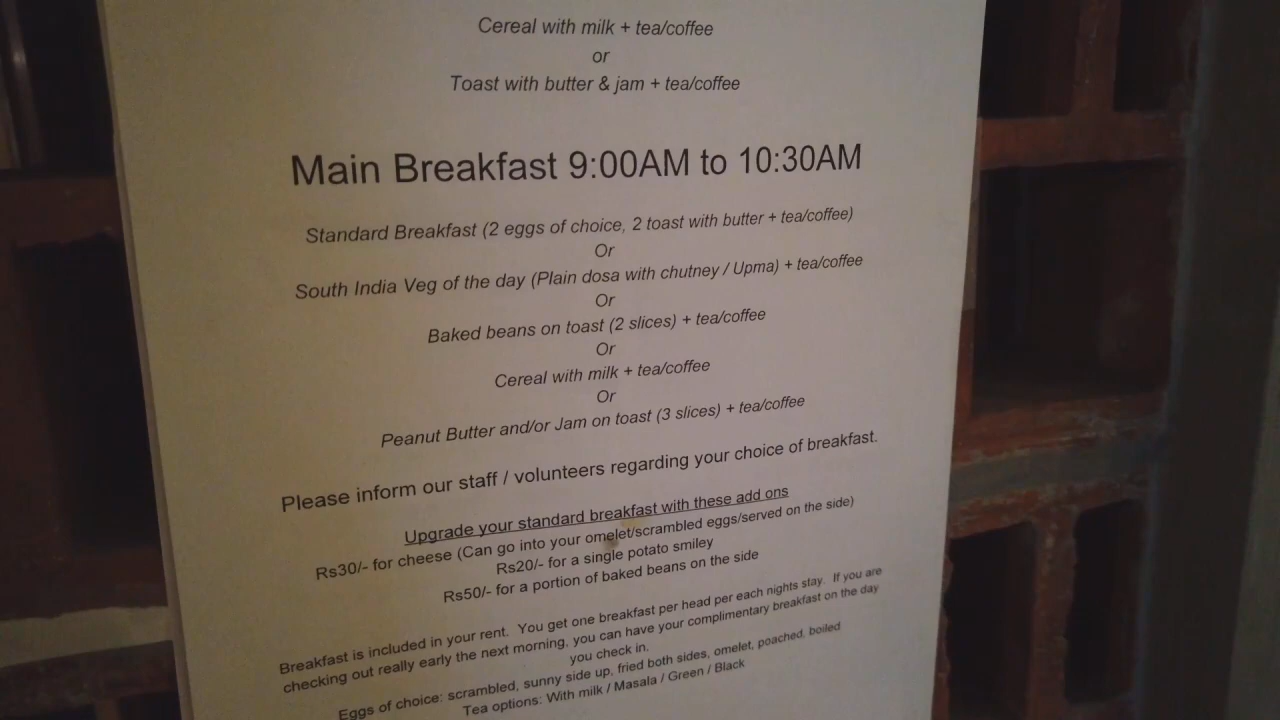 Cereal with milk + tea/coffee
or
Toast with butter & jam + tea/coffee
Main Breakfast 9:00AM to 10:30AM
Standard Breakfast (2 eggs of choice, 2 toast with butter + tea/coffee)
Or
South India Veg of the day (Plain dosa with chutney / Upma) + tea/coffee
Or
Baked beans on toast (2 slices) + tea/coffee
Or
Cereal with milk + tea/coffee
Or
Peanut Butter and/or Jam on toast (3 slices) + tea/coffee
Please inform our staff / volunteers regarding your choice of breakfast.
Upgrade your standard breakfast with these add ons
Rs30/- for cheese (Can go into your omelet/scrambled eggs/served on the side)
Rs20/- for a single potato smiley
Rs50/- for a portion of baked beans on the side
Breakfast is included in your rent. You get one breakfast per head per each nights stay. If you are
checking out really early the next morning, you can have your complimentary breakfast on the day
you check in.
Eggs of choice: scrambled, sunny side up, fried both sides, omelet, poached, boiled
Tea options: With milk / Masala / Green / Black